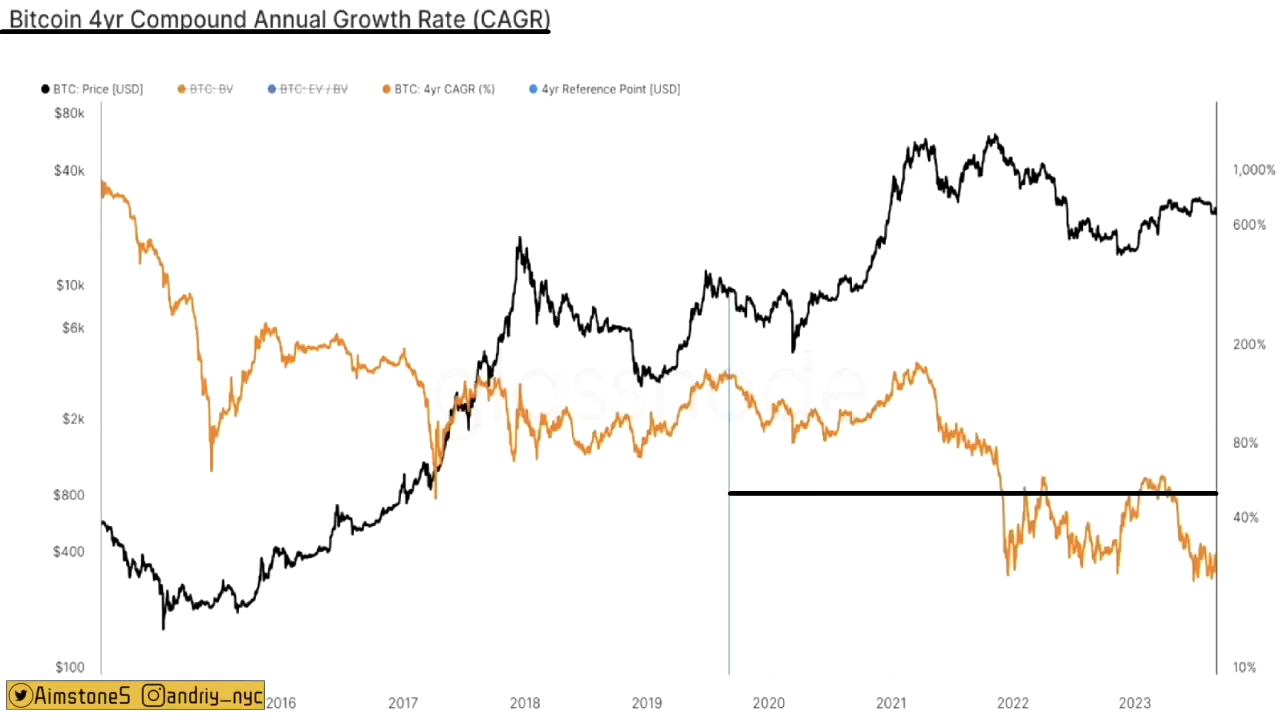 Bitcoin 4yr Compound Annual Growth Rate (CAGR)
BTC: Price [USD] BTC: BV BTC: EV / BV BTC: 4yr CAGR (%) 4yr Reference Point [USD]
$80k
$40k 1,000%
600%
$10k
$6k
200%
glassnode
$2k
80%
$800
40%
$400
$100 10%
Aimstone5 andriy_nyc 2016 2017 2018 2019 2020 2021 2022 2023